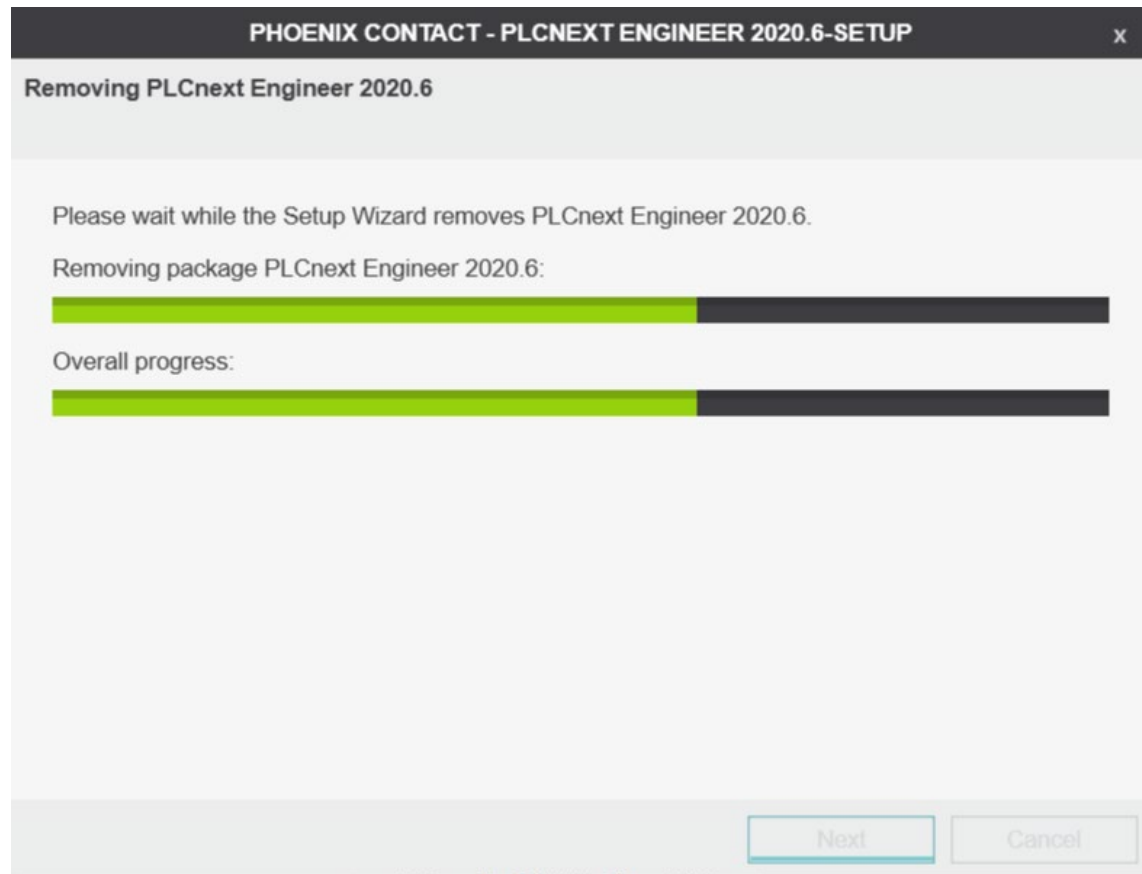 PHOENIX CONTACT - PLCNEXT ENGINEER 2020.6-SETUP x
Removing PLCnext Engineer 2020.6
Please wait while the Setup Wizard removes PLCnext Engineer 2020.6.
Removing package PLCnext Engineer 2020.6:
Overall progress:
Next Cancel